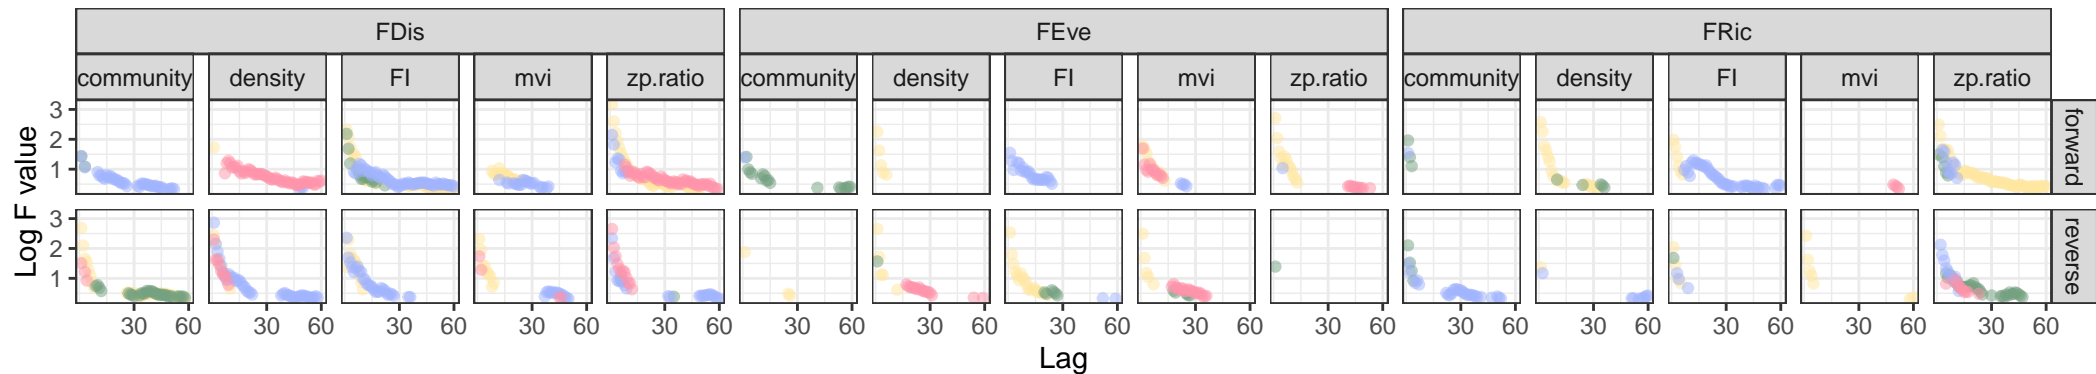 FDis FEve FRic
community density FI mvi zp.ratio community density FI mvi zp.ratio community density FI mvi zp.ratio
3
2
1
forward
3
2
1
reverse
Log F value
30 60 30 60 30 60 30 60 30 60 30 60 30 60 30 60 30 60 30 60 30 60 30 60 30 60 30 60 30 60
Lag